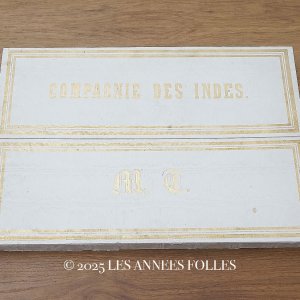 COMPAGNIE DES INDES.
M. C.
© 2025 LES ANNEES FOLLES